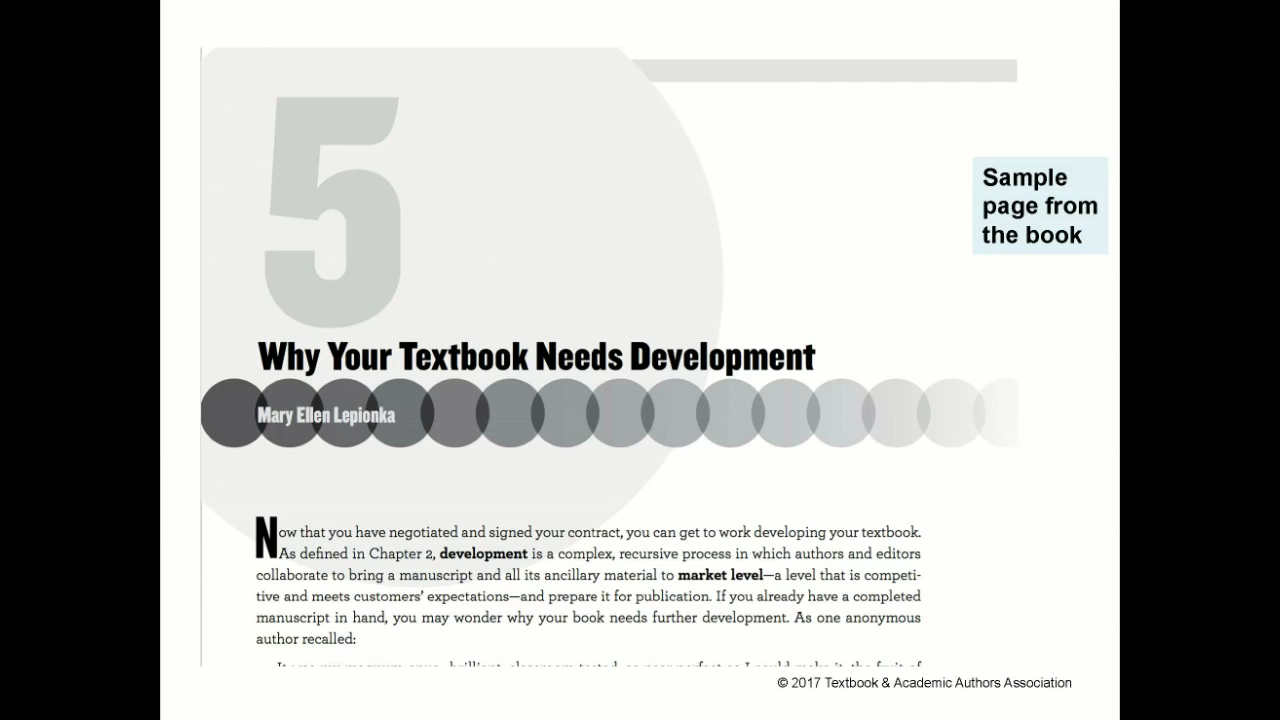 5
Sample
page from
the book
Why Your Textbook Needs Development
Mary Ellen Lepionka
Now that you have negotiated and signed your contract, you can get to work developing your textbook.
As defined in Chapter 2, development is a complex, recursive process in which authors and editors
collaborate to bring a manuscript and all its ancillary material to market level—a level that is competi-
tive and meets customers' expectations—and prepare it for publication. If you already have a completed
manuscript in hand, you may wonder why your book needs further development. As one anonymous
author recalled:
© 2017 Textbook & Academic Authors Association